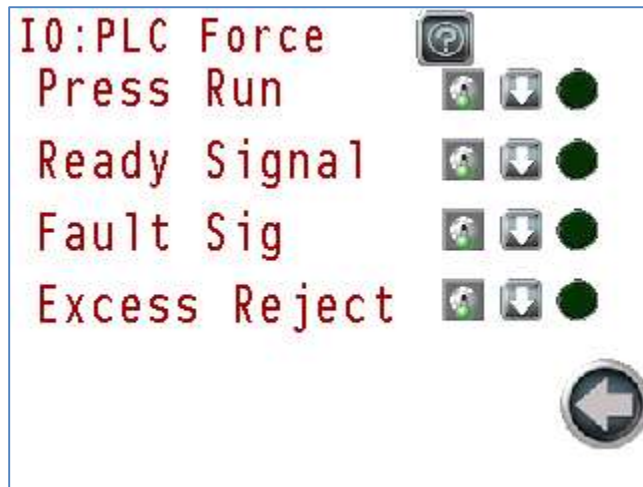 IO:PLC Force
Press Run
Ready Signal
Fault Sig
Excess Reject